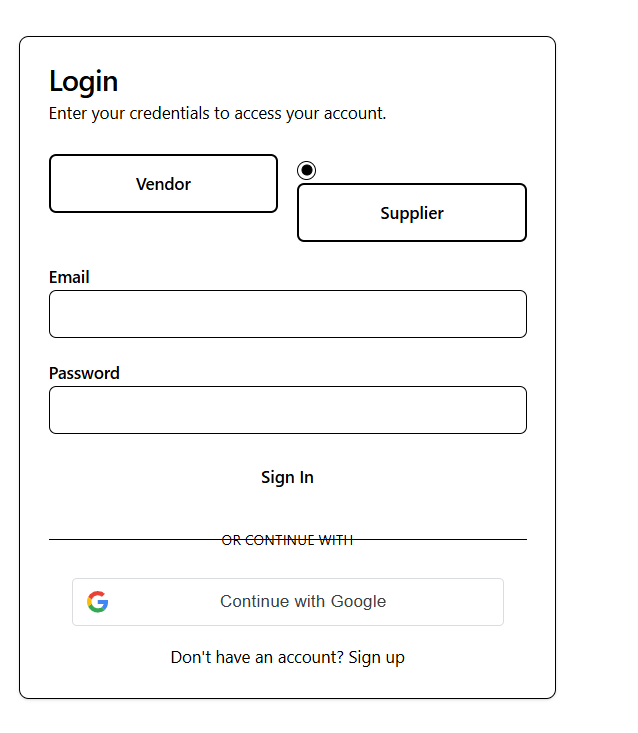 Login
Enter your credentials to access your account.
Vendor
Supplier
Email
Password
Sign In
OR CONTINUE WITH
Continue with Google
Don't have an account? Sign up